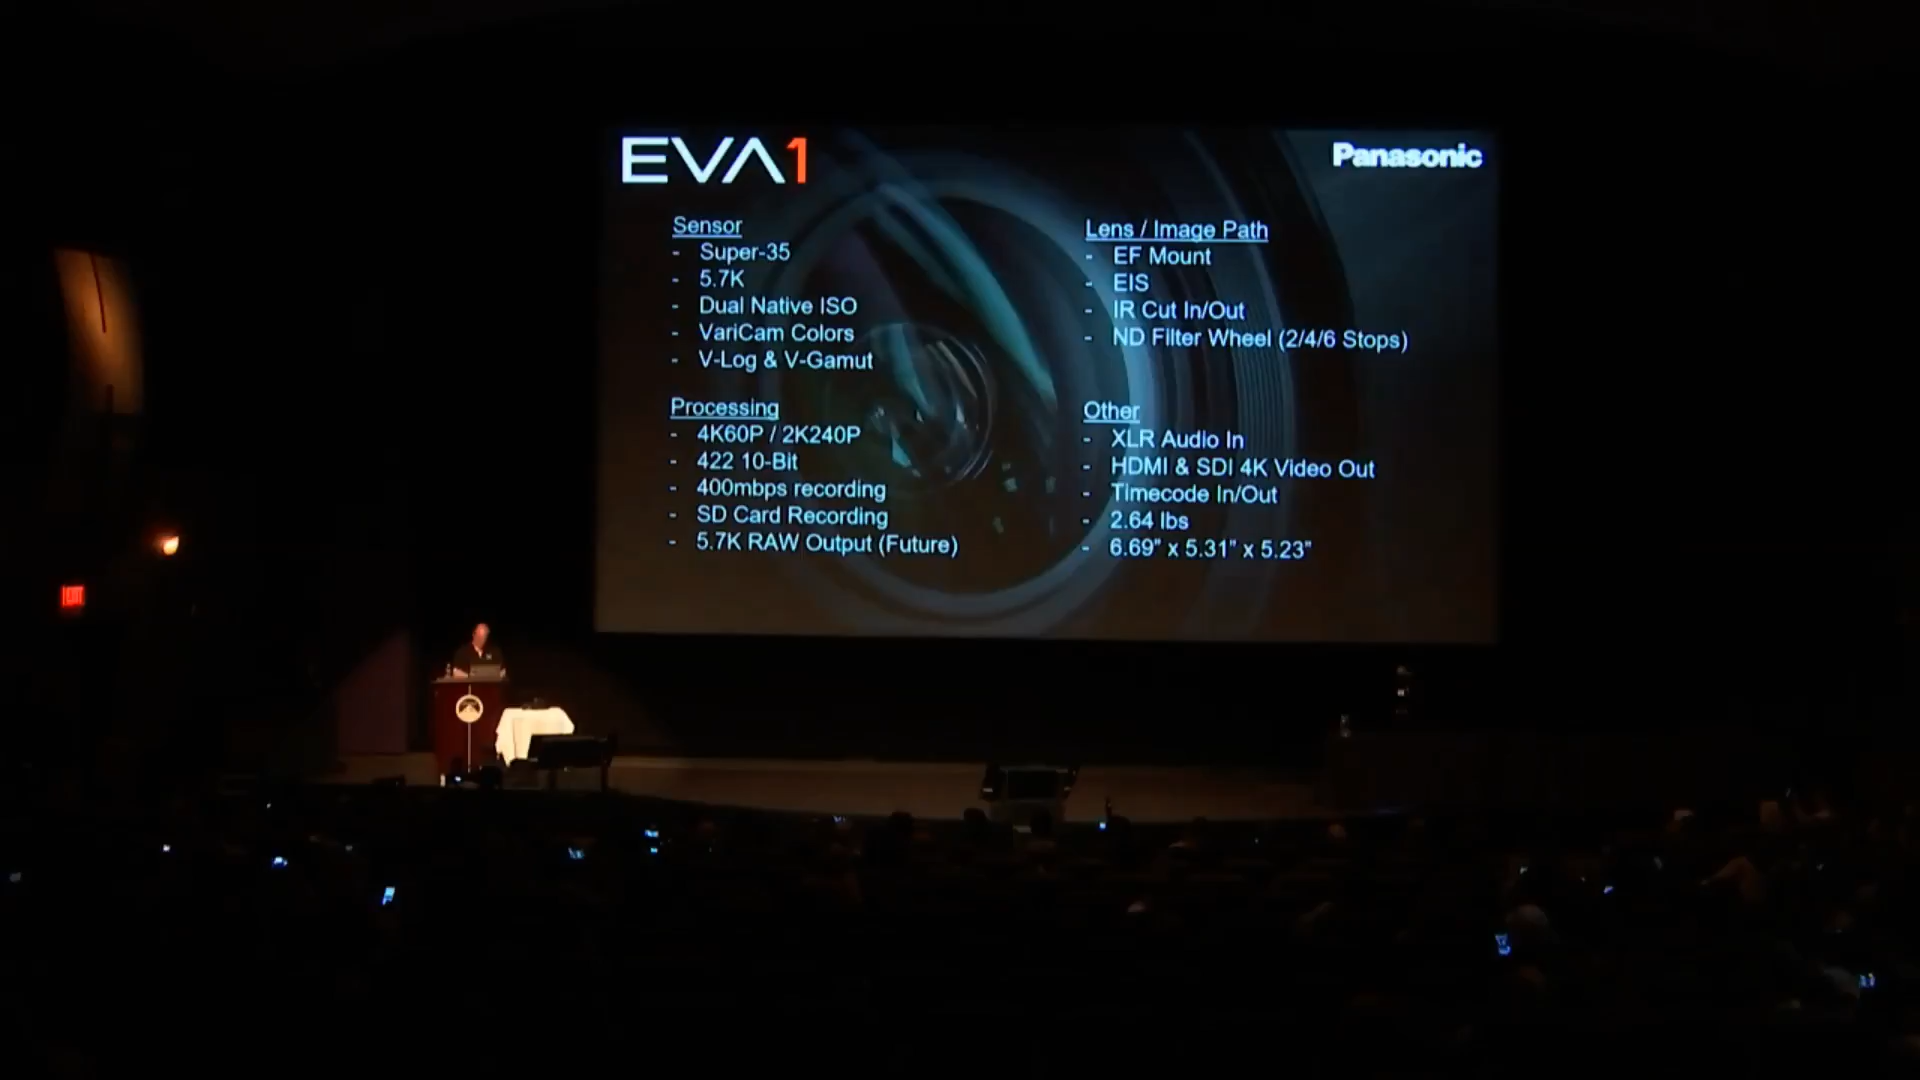 EVA1
Panasonic
Sensor
- Super-35
- 5.7K
- Dual Native ISO
- VariCam Colors
- V-Log & V-Gamut
Processing
- 4K60P / 2K240P
- 422 10-Bit
- 400mbps recording
- SD Card Recording
- 5.7K RAW Output (Future)
Lens / Image Path
- EF Mount
- EIS
- IR Cut In/Out
- ND Filter Wheel (2/4/6 Stops)
Other
- XLR Audio In
- HDMI & SDI 4K Video Out
- Timecode In/Out
- 2.64 lbs
- 6.69” x 5.31” x 5.23”
EXIT